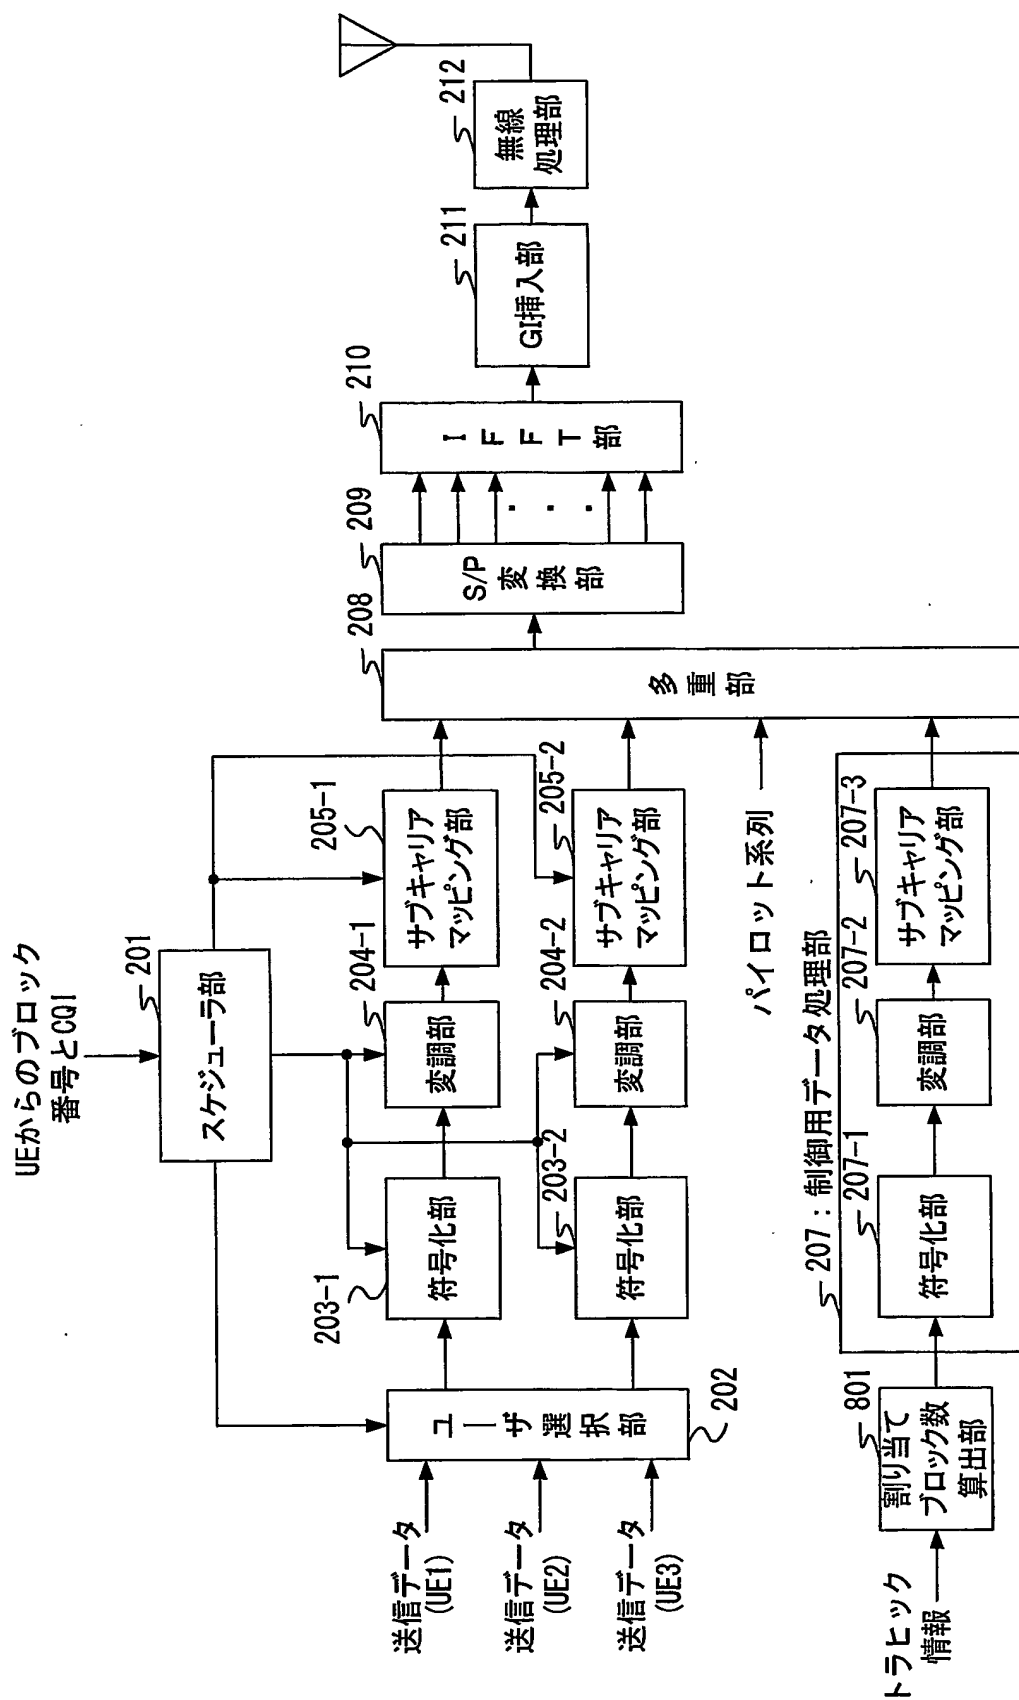 UEからのブロック
番号とCQI
201
スケジューラ部
203-1
符号化部
204-1
変調部
205-1
サブキャリア
マッピング部
203-2
符号化部
204-2
変調部
205-2
サブキャリア
マッピング部
送信データ
(UE1)
送信データ
(UE2)
送信データ
(UE3)
ユーザ選択部
202
パイロット系列
208
多重部
209
S/P
変換部
210
IFFT部
211
GI挿入部
212
無線
処理部
トラヒック
情報
801
割り当て
ブロック数
算出部
207:制御用データ処理部
207-1
符号化部
207-2
変調部
207-3
サブキャリア
マッピング部